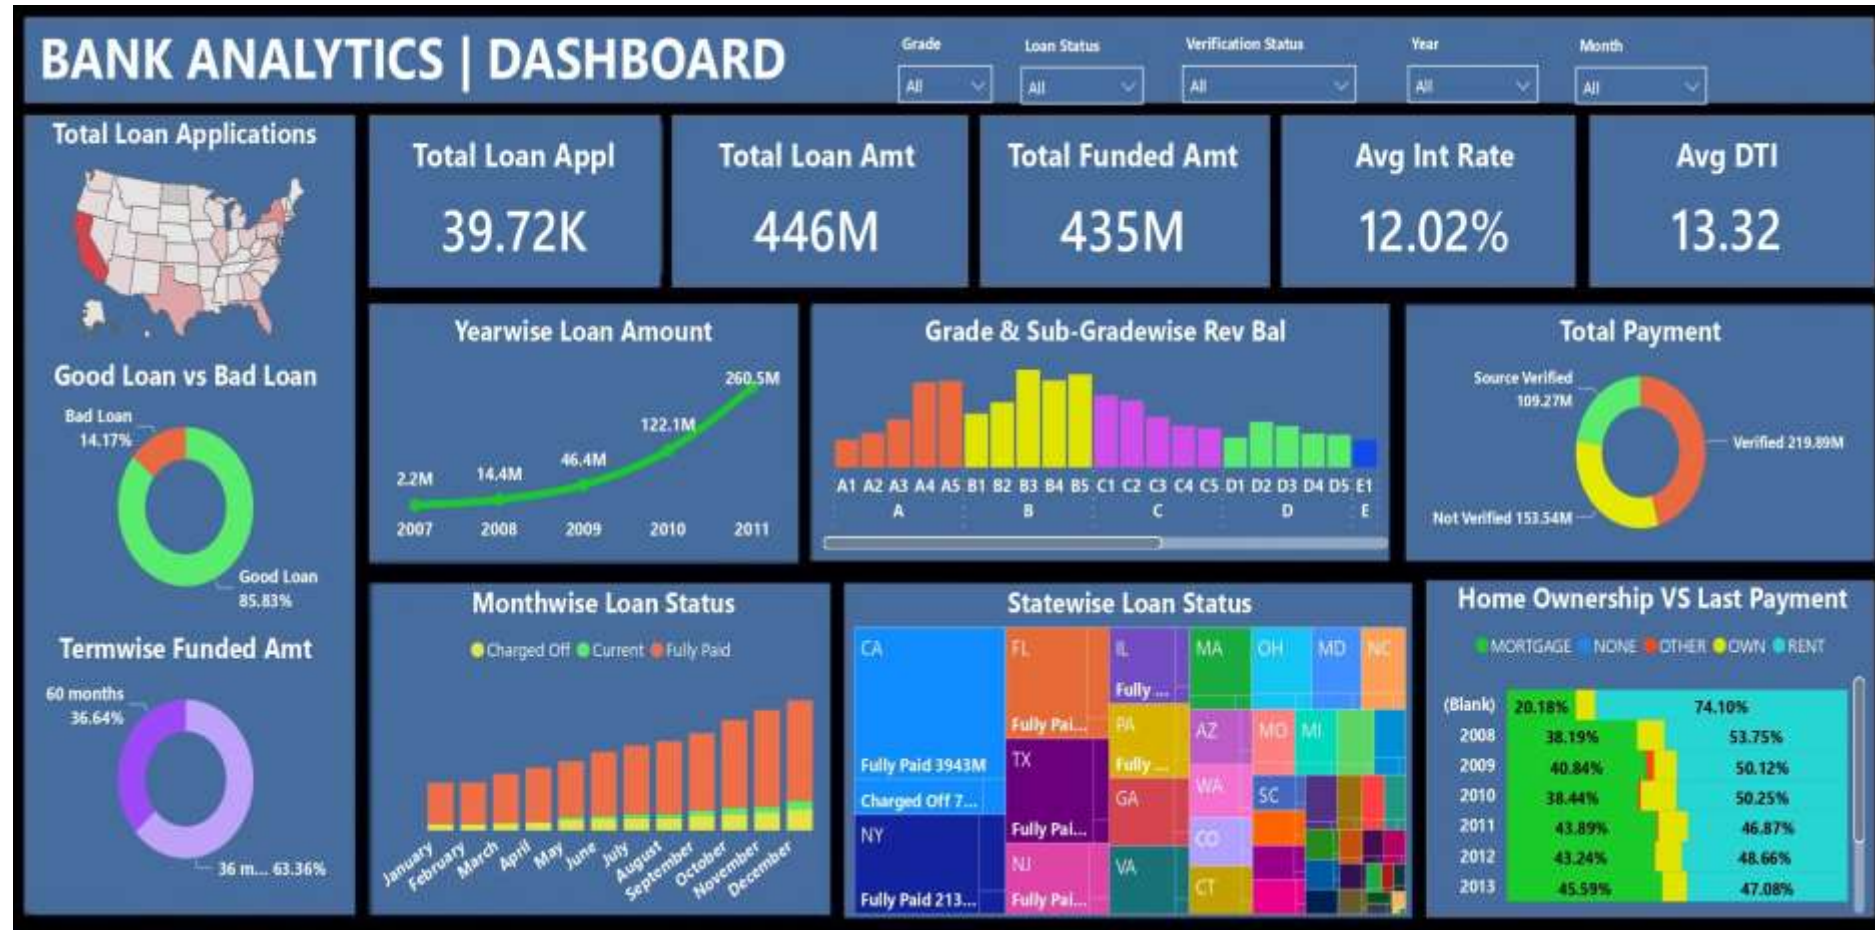 BANK ANALYTICS | DASHBOARD
Grade
All
Loan Status
All
Verification Status
All
Year
All
Month
All
Total Loan Applications
Total Loan Appl
39.72K
Total Loan Amt
446M
Total Funded Amt
435M
Avg Int Rate
12.02%
Avg DTI
13.32
Good Loan vs Bad Loan
Bad Loan
14.17%
Good Loan
85.83%
Termwise Funded Amt
60 months
36.64%
36 m... 63.36%
Yearwise Loan Amount
2.2M
14.4M
46.4M
122.1M
260.5M
2007 2008 2009 2010 2011
Grade & Sub-Gradewise Rev Bal
A1 A2 A3 A4 A5 B1 B2 B3 B4 B5 C1 C2 C3 C4 C5 D1 D2 D3 D4 D5 E1
A B C D E
Total Payment
Source Verified
109.27M
Verified 219.89M
Not Verified 153.54M
Monthwise Loan Status
Charged Off Current Fully Paid
January February March April May June July August September October November December
Statewise Loan Status
CA
Fully Paid 3943M
Charged Off 7...
NY
Fully Paid 213...
FL
Fully Pai...
TX
Fully Pai...
NJ
Fully Pai...
IL
Fully ...
PA
Fully ...
GA
VA
MA
AZ
WA
CO
CT
OH
MD
NC
MO
MI
SC
Home Ownership VS Last Payment
MORTGAGE NONE OTHER OWN RENT
(Blank) 20.18% 74.10%
2008 38.19% 53.75%
2009 40.84% 50.12%
2010 38.44% 50.25%
2011 43.89% 46.87%
2012 43.24% 48.66%
2013 45.59% 47.08%